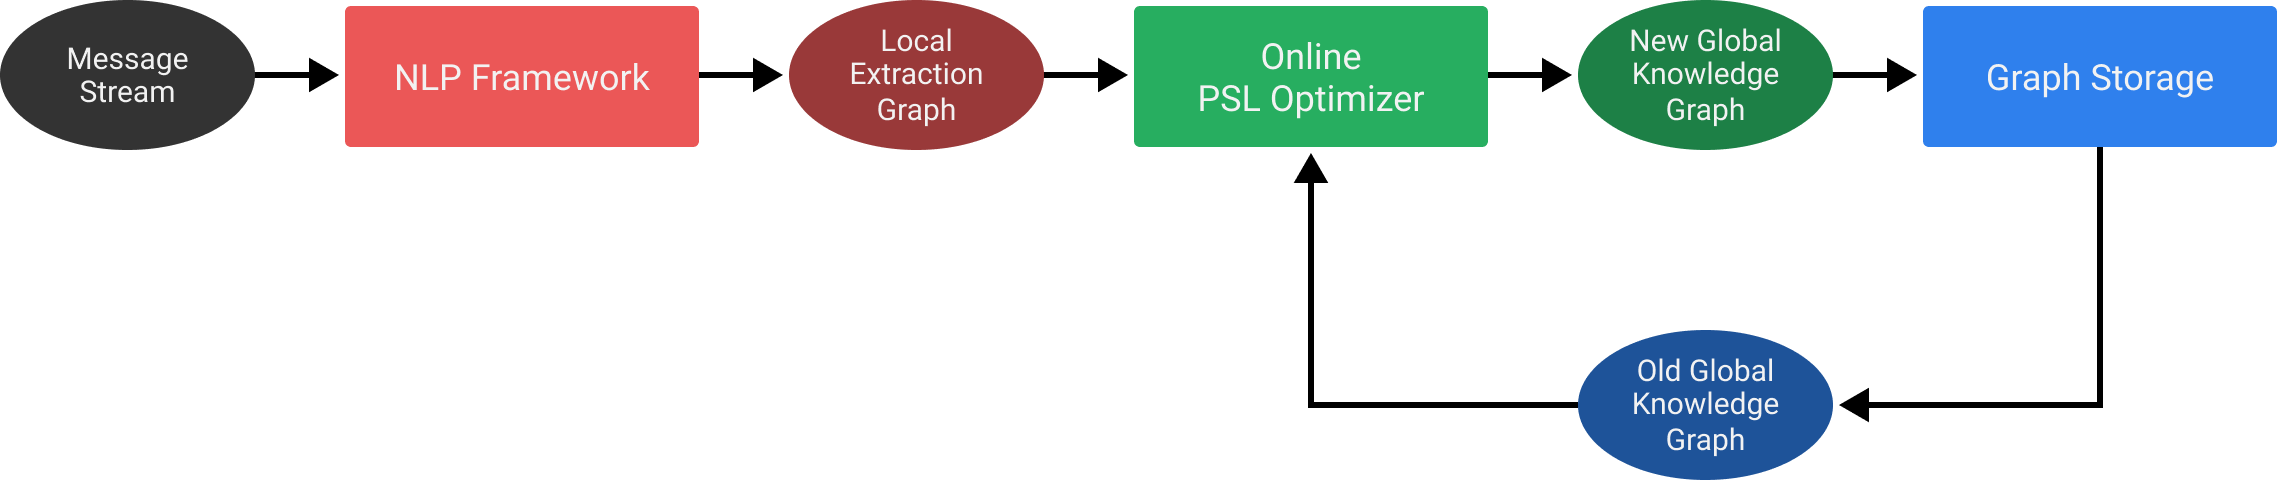 Message
Stream
NLP Framework
Local
Extraction
Graph
Online
PSL Optimizer
New Global
Knowledge
Graph
Graph Storage
Old Global
Knowledge
Graph